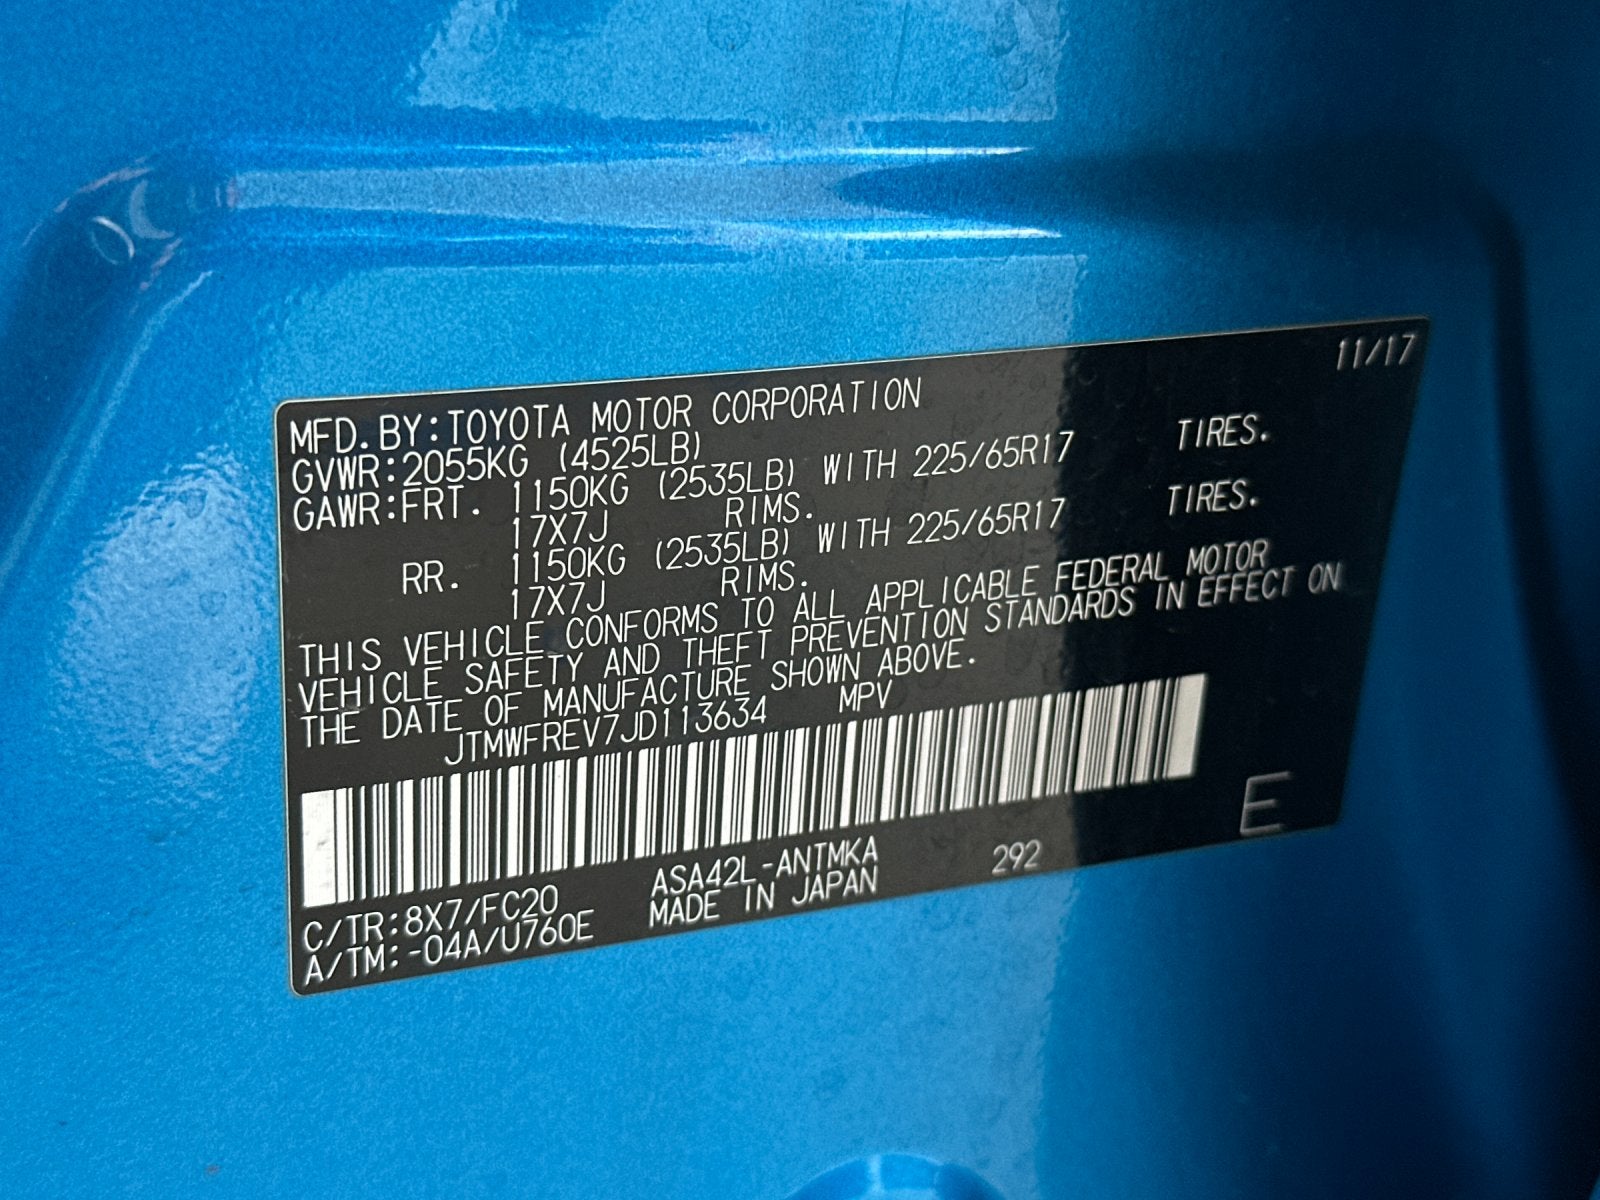 11/17
MFD.BY:TOYOTA MOTOR CORPORATION
GVWR:2055KG (4525LB)
GAWR:FRT. 1150KG (2535LB) WITH 225/65R17 TIRES.
17X7J RIMS.
RR. 1150KG (2535LB) WITH 225/65R17 TIRES.
17X7J RIMS.
THIS VEHICLE CONFORMS TO ALL APPLICABLE FEDERAL MOTOR
VEHICLE SAFETY AND THEFT PREVENTION STANDARDS IN EFFECT ON
THE DATE OF MANUFACTURE SHOWN ABOVE.
JTMWFREV7JD113634 MPV
E
C/TR:8X7/FC20 ASA42L-ANTMKA 292
A/TM:-04A/U760E MADE IN JAPAN